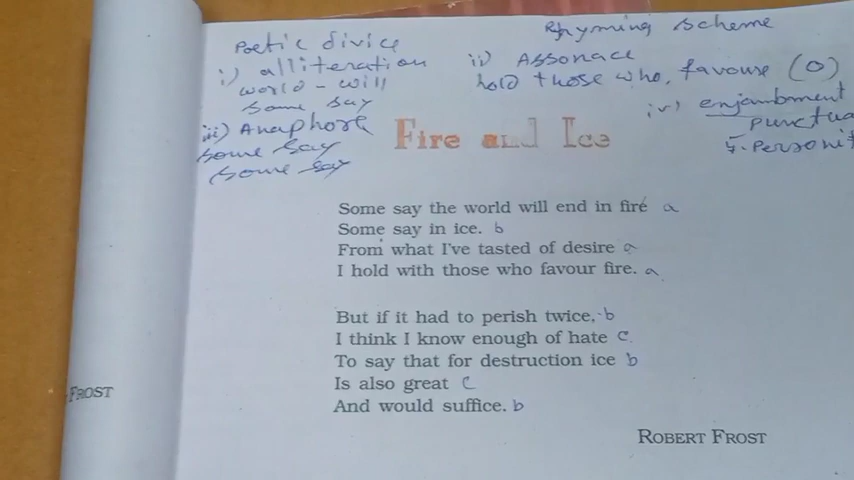 Rhyming scheme
Poetic divice
i) alliteration
world - will
some say
ii) Assonace
hold those who, favour (o)
iii) Anaphora
some say
some say
iv) enjambment
Fire and Ice
Some say the world will end in fire a
Some say in ice. b
From what I've tasted of desire a
I hold with those who favour fire. a
But if it had to perish twice, b
I think I know enough of hate c
To say that for destruction ice b
Is also great c
And would suffice. b
ROBERT FROST
FROST